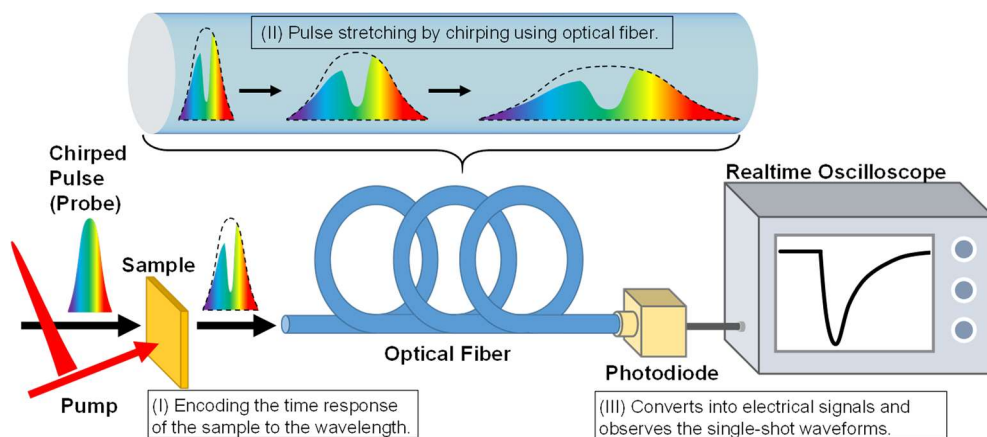 (II) Pulse stretching by chirping using optical fiber.
Chirped
Pulse
(Probe)
Realtime Oscilloscope
Sample
Optical Fiber
Photodiode
Pump
(I) Encoding the time response
of the sample to the wavelength.
(III) Converts into electrical signals and
observes the single-shot waveforms.